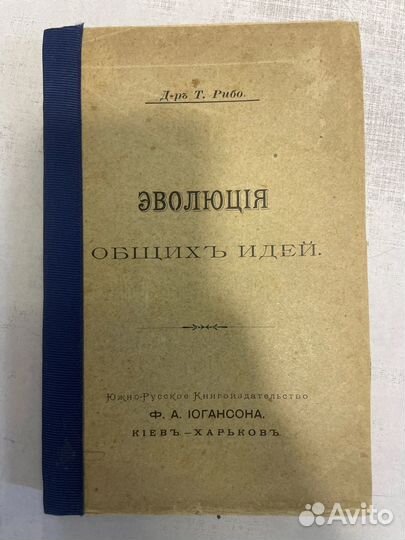 Д-ръ Т. Рибо.
ЭВОЛЮЦІЯ
ОБЩИХЪ ИДЕЙ.
Южно-Русское Книгоиздательство
Ф. А. ІОГАНСОНА.
КІЕВЪ.—ХАРЬКОВЪ.
Avito